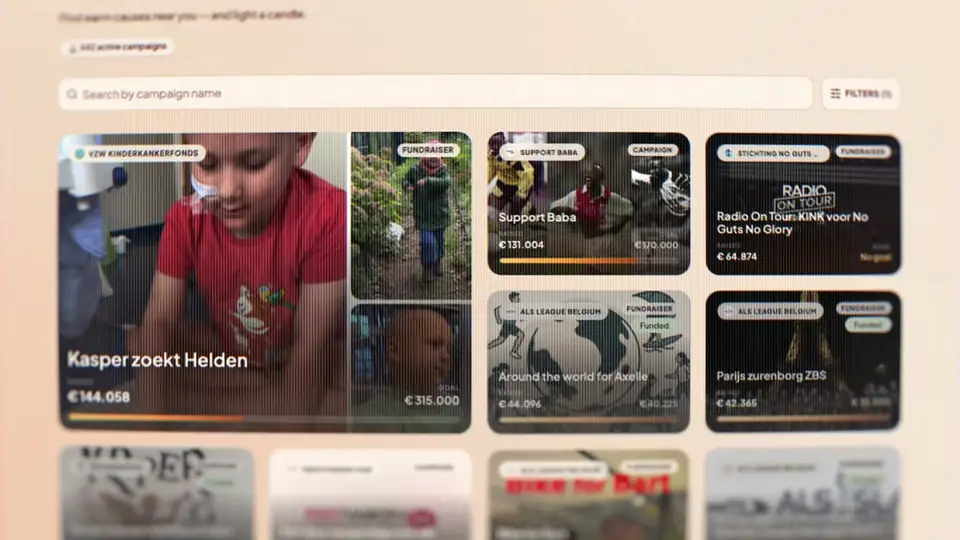 Find warm causes near you — and light a candle.
642 active campaigns
Search by campaign name
FILTERS (1)
VZW KINDERKANKERFONDS
FUNDRAISER
Kasper zoekt Helden
€144.058
GOAL
€315.000
SUPPORT BABA
CAMPAIGN
Support Baba
€131.004
€170.000
STICHTING NO GUTS ..
FUNDRAISER
RADIO
ON TOUR
Radio On Tour: KINK voor No
Guts No Glory
RAISED
€64.874
No goal
ALS LEAGUE BELGIUM
FUNDRAISER
Funded
Around the world for Axelle
€44.096
€40.225
ALS LEAGUE BELGIUM
FUNDRAISER
Funded
Parijs zurenborg ZBS
€42.365
BIKE for Bart
ALS